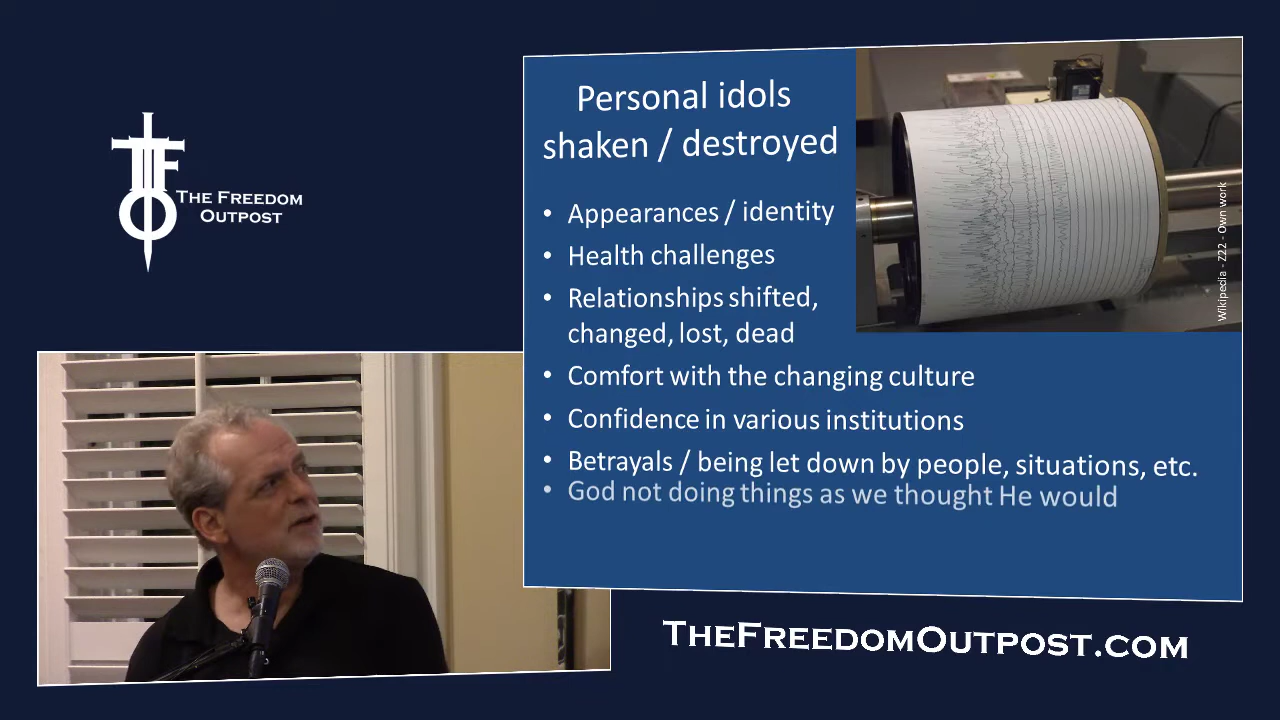 TFO
The Freedom
Outpost
Personal idols
shaken / destroyed
• Appearances / identity
• Health challenges
• Relationships shifted,
changed, lost, dead
• Comfort with the changing culture
• Confidence in various institutions
• Betrayals / being let down by people, situations, etc.
• God not doing things as we thought He would
Wikipedia - Z22 - Own work
TheFreedomOutpost.com